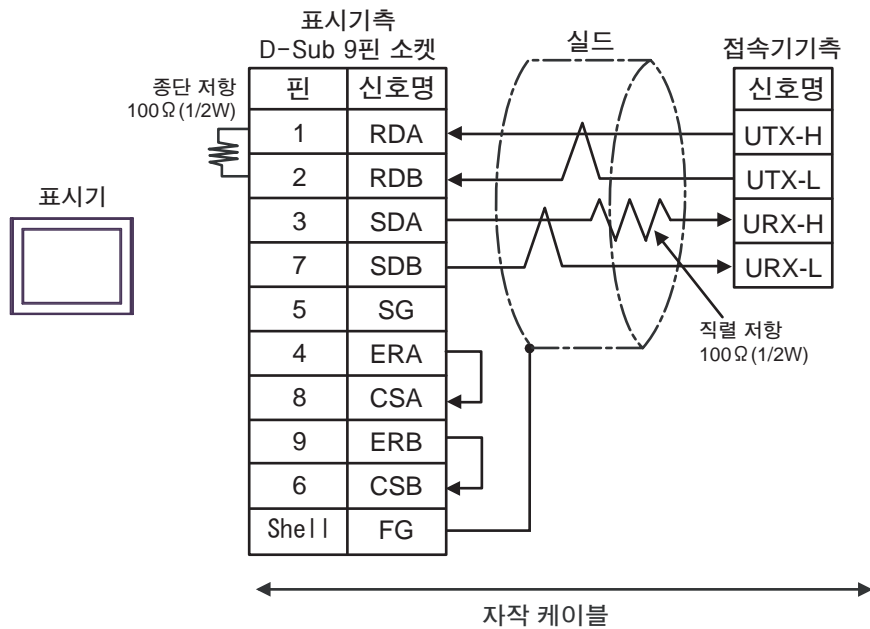 표시기측
D-Sub 9핀 소켓
실드
접속기기측
종단 저항
100Ω(1/2W)
핀 신호명
신호명
1 RDA
UTX-H
2 RDB
UTX-L
표시기
3 SDA
URX-H
7 SDB
URX-L
5 SG
직렬 저항
100Ω(1/2W)
4 ERA
8 CSA
9 ERB
6 CSB
Shell FG
자작 케이블